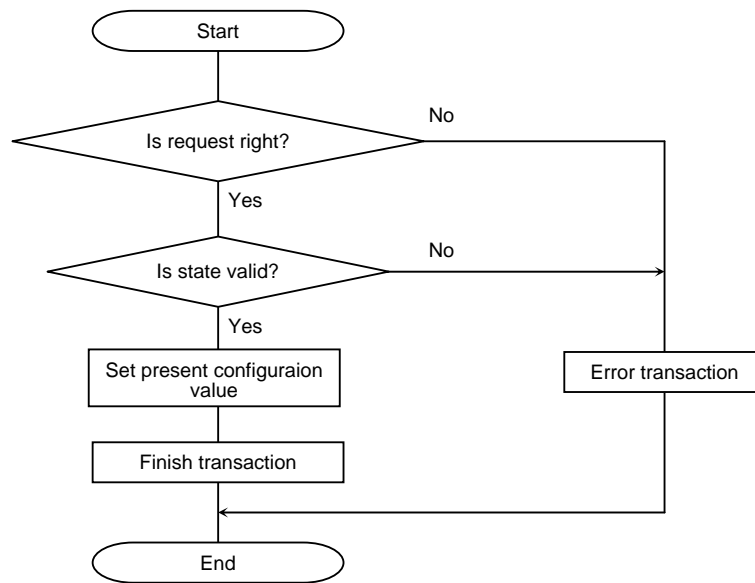 Start
Is request right?
No
Yes
Is state valid?
No
Yes
Set present configuraion
value
Error transaction
Finish transaction
End